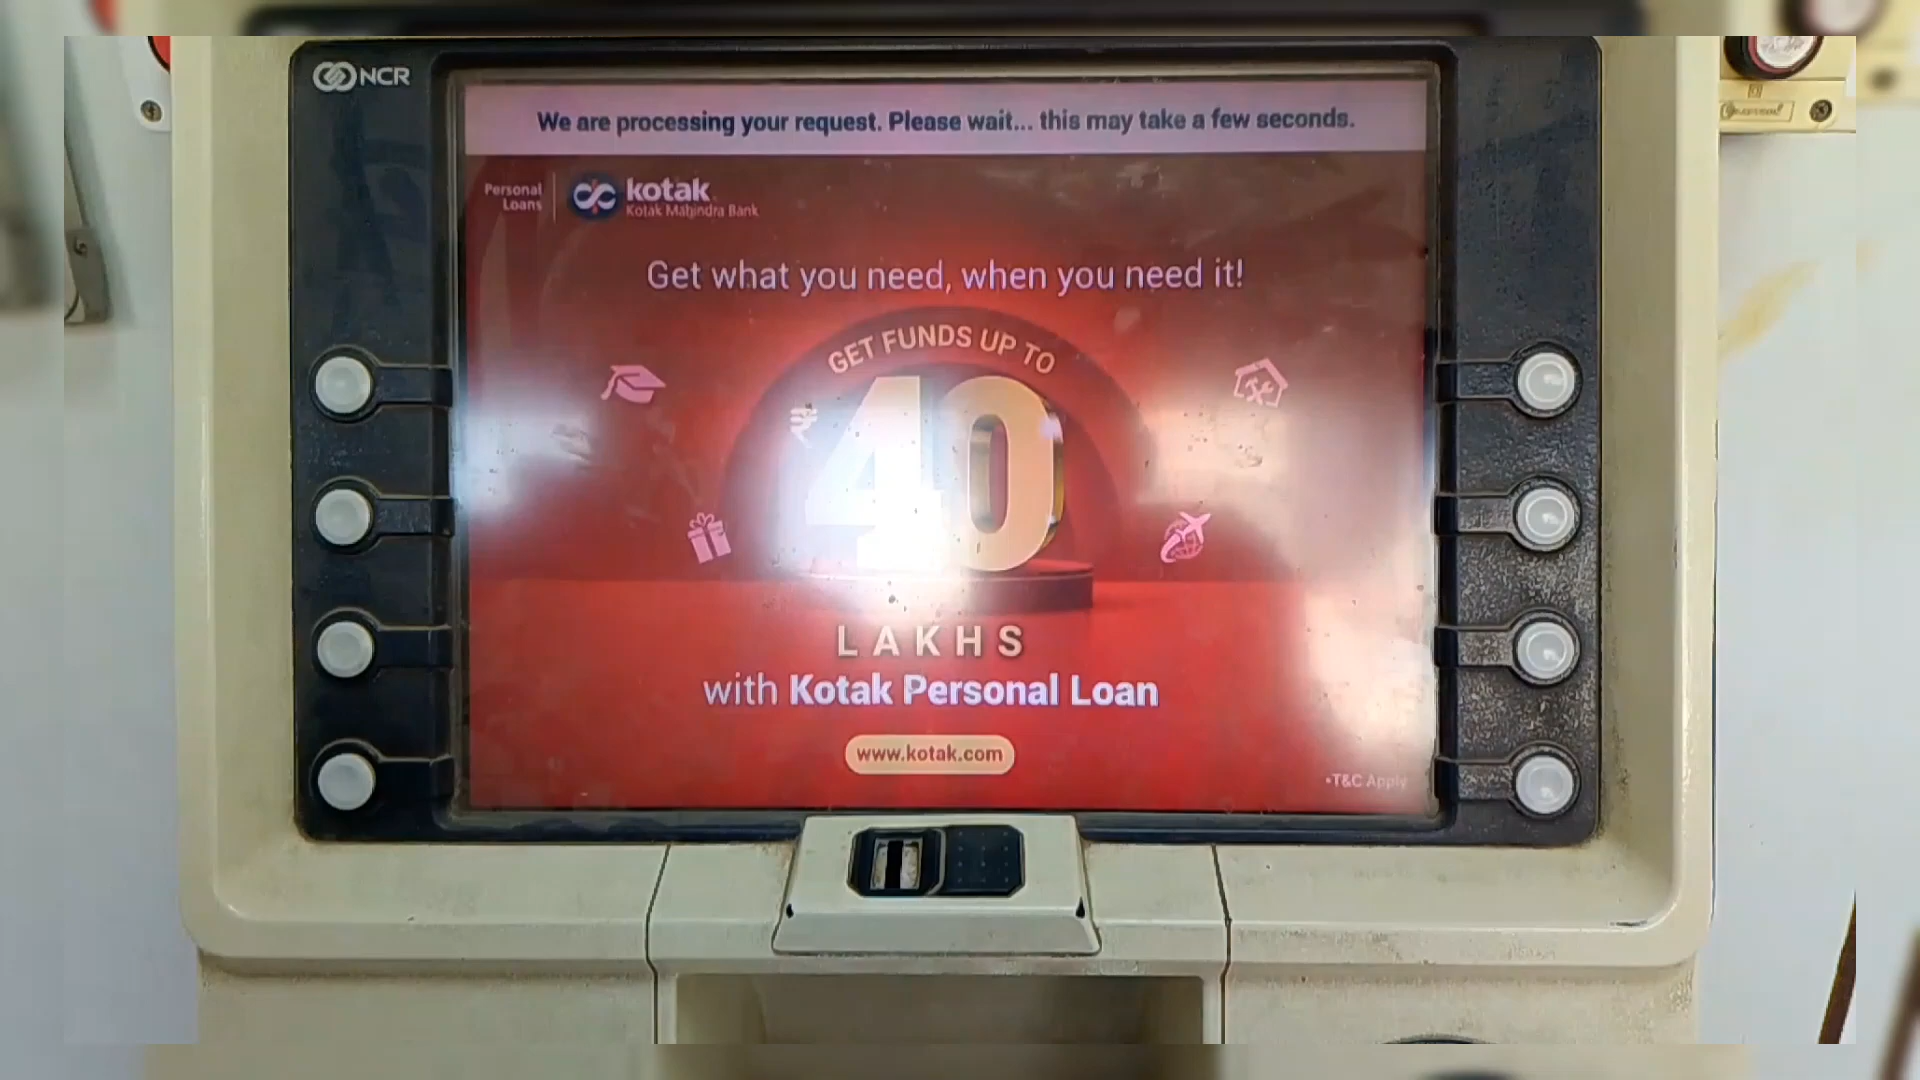 NCR
We are processing your request. Please wait... this may take a few seconds.
Personal
Loans
kotak
Kotak Mahindra Bank
Get what you need, when you need it!
GET FUNDS UP TO
₹40
LAKHS
with Kotak Personal Loan
www.kotak.com
•T&C Apply